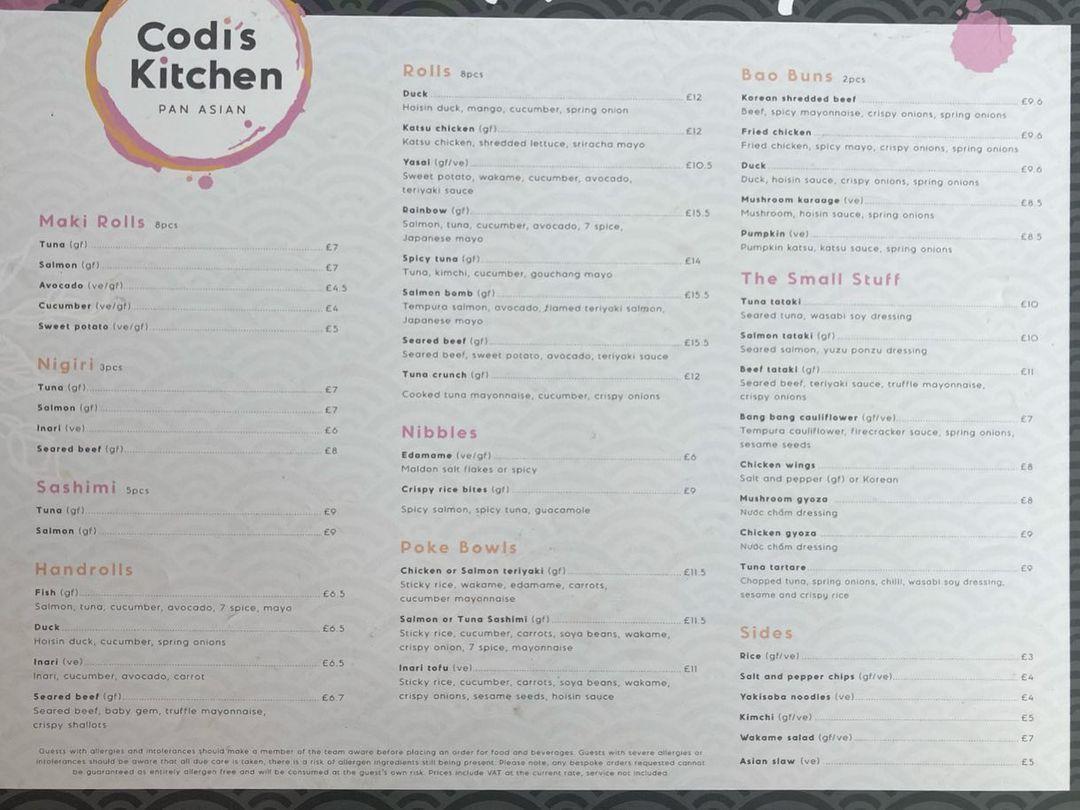 Codi's
Kitchen
PAN ASIAN
Maki Rolls 8pcs
Tuna (gf) £7
Salmon (gf) £7
Avocado (ve/gf) £4.5
Cucumber (ve/gf) £4
Sweet potato (ve/gf) £5
Nigiri 3pcs
Tuna (gf) £7
Salmon (gf) £7
Inari (ve) £6
Seared beef (gf) £8
Sashimi 5pcs
Tuna (gf) £9
Salmon (gf) £9
Handrolls
Fish (gf) £6.5
Salmon, tuna, cucumber, avocado, 7 spice, mayo
Duck £6.5
Hoisin duck, cucumber, spring onions
Inari (ve) £6.5
Inari, cucumber, avocado, carrot
Seared beef (gf) £6.7
Seared beef, baby gem, truffle mayonnaise,
crispy shallots
Rolls 8pcs
Duck £12
Hoisin duck, mango, cucumber, spring onion
Katsu chicken (gf) £12
Katsu chicken, shredded lettuce, sriracha mayo
Yasai (gf/ve) £10.5
Sweet potato, wakame, cucumber, avocado,
teriyaki sauce
Rainbow (gf) £15.5
Salmon, tuna, cucumber, avocado, 7 spice,
Japanese mayo
Spicy tuna (gf) £14
Tuna, kimchi, cucumber, gouchang mayo
Salmon bomb (gf) £15.5
Tempura salmon, avocado, flamed teriyaki salmon,
Japanese mayo
Seared beef (gf) £15.5
Seared beef, sweet potato, avocado, teriyaki sauce
Tuna crunch (gf) £12
Cooked tuna mayonnaise, cucumber, crispy onions
Nibbles
Edamame (ve/gf) £6
Maldon salt flakes or spicy
Crispy rice bites (gf) £9
Spicy salmon, spicy tuna, guacamole
Poke Bowls
Chicken or Salmon teriyaki (gf) £11.5
Sticky rice, wakame, edamame, carrots,
cucumber mayonnaise
Salmon or Tuna Sashimi (gf) £11.5
Sticky rice, cucumber, carrots, soya beans, wakame,
crispy onion, 7 spice, mayonnaise
Inari tofu (ve) £11
Sticky rice, cucumber, carrots, soya beans, wakame,
crispy onions, sesame seeds, hoisin sauce
Bao Buns 2pcs
Korean shredded beef £9.6
Beef, spicy mayonnaise, crispy onions, spring onions
Fried chicken £9.6
Fried chicken, spicy mayo, crispy onions, spring onions
Duck £9.6
Duck, hoisin sauce, crispy onions, spring onions
Mushroom karaage (ve) £8.5
Mushroom, hoisin sauce, spring onions
Pumpkin (ve) £8.5
Pumpkin katsu, katsu sauce, spring onions
The Small Stuff
Tuna tataki £10
Seared tuna, wasabi soy dressing
Salmon tataki (gf) £10
Seared salmon, yuzu ponzu dressing
Beef tataki (gf) £11
Seared beef, teriyaki sauce, truffle mayonnaise,
crispy onions
Bang bang cauliflower (gf/ve) £7
Tempura cauliflower, firecracker sauce, spring onions,
sesame seeds
Chicken wings £8
Salt and pepper (gf) or Korean
Mushroom gyoza £8
Nước chấm dressing
Chicken gyoza £9
Nước chấm dressing
Tuna tartare £9
Chopped tuna, spring onions, chilli, wasabi soy dressing,
sesame and crispy rice
Sides
Rice (gf/ve) £3
Salt and pepper chips (gf/ve) £4
Yakisoba noodles (ve) £4
Kimchi (gf/ve) £5
Wakame salad (gf/ve) £7
Asian slaw (ve) £5
Guests with allergies and intolerances should make a member of the team aware before placing an order for food and beverages. Guests with severe allergies or
intolerances should be aware that all due care is taken, there is a risk of allergen ingredients still being present. Please note, any bespoke orders requested cannot
be guaranteed as entirely allergen free and will be consumed at the guest's own risk. Prices include VAT at the current rate, service not included.